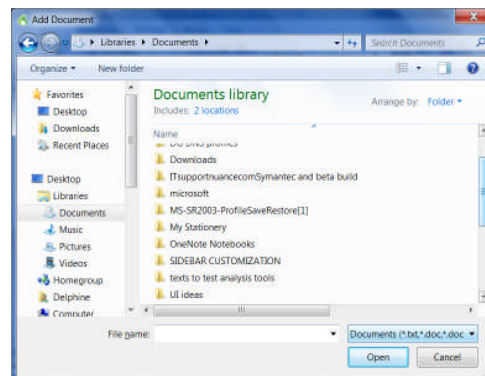 Add Document
Libraries ▸ Documents ▸
Search Documents
Organize
New folder
Favorites
Desktop
Downloads
Recent Places
Desktop
Libraries
Documents
Music
Pictures
Videos
Homegroup
Delphine
Computer
Documents library
Includes: 2 locations
Arrange by: Folder
Name
Downloads
ITsupportnuancecomSymantec and beta build
microsoft
MS-SR2003-ProfileSaveRestore[1]
My Stationery
OneNote Notebooks
SIDEBAR CUSTOMIZATION
texts to test analysis tools
UI ideas
File name:
Documents (*.txt,*.doc,*.doc
Open
Cancel